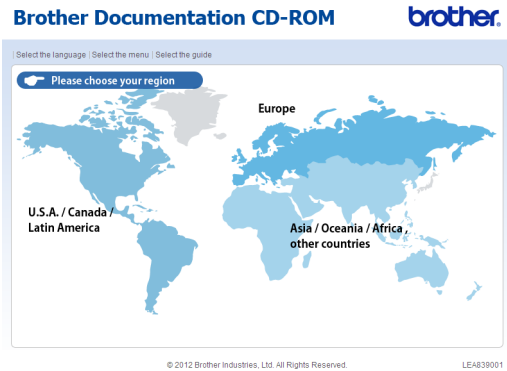 Brother Documentation CD-ROM
brother.
| Select the language | Select the menu | Select the guide
Please choose your region
Europe
U.S.A. / Canada /
Latin America
Asia / Oceania / Africa /
other countries
© 2012 Brother Industries, Ltd. All Rights Reserved.
LEA839001